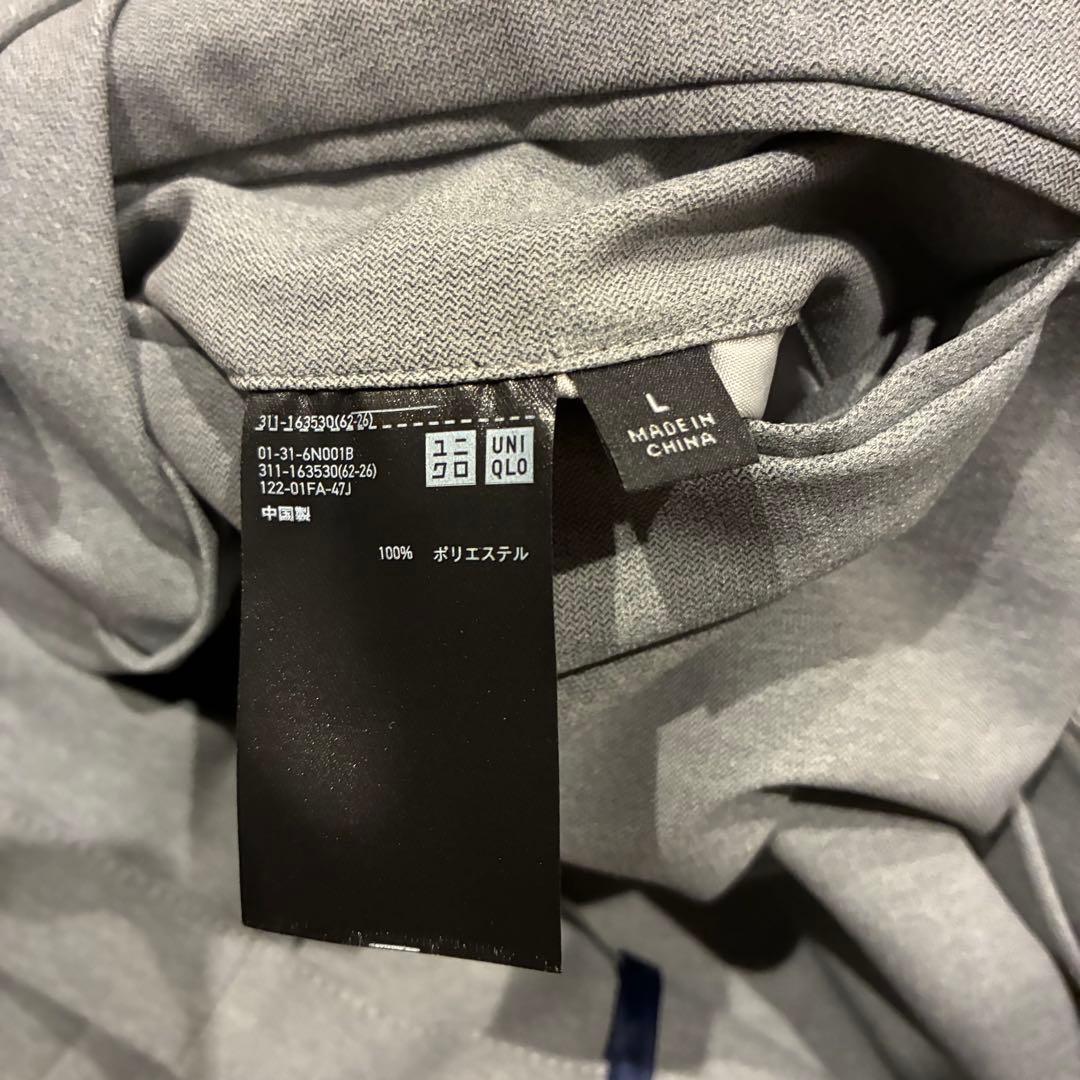 311-163530(62-26)
01-31-6N001B
311-163530(62-26)
122-01FA-47J
中国製
ユニ
クロ
UNI
QLO
100% ポリエステル
L
MADE IN
CHINA